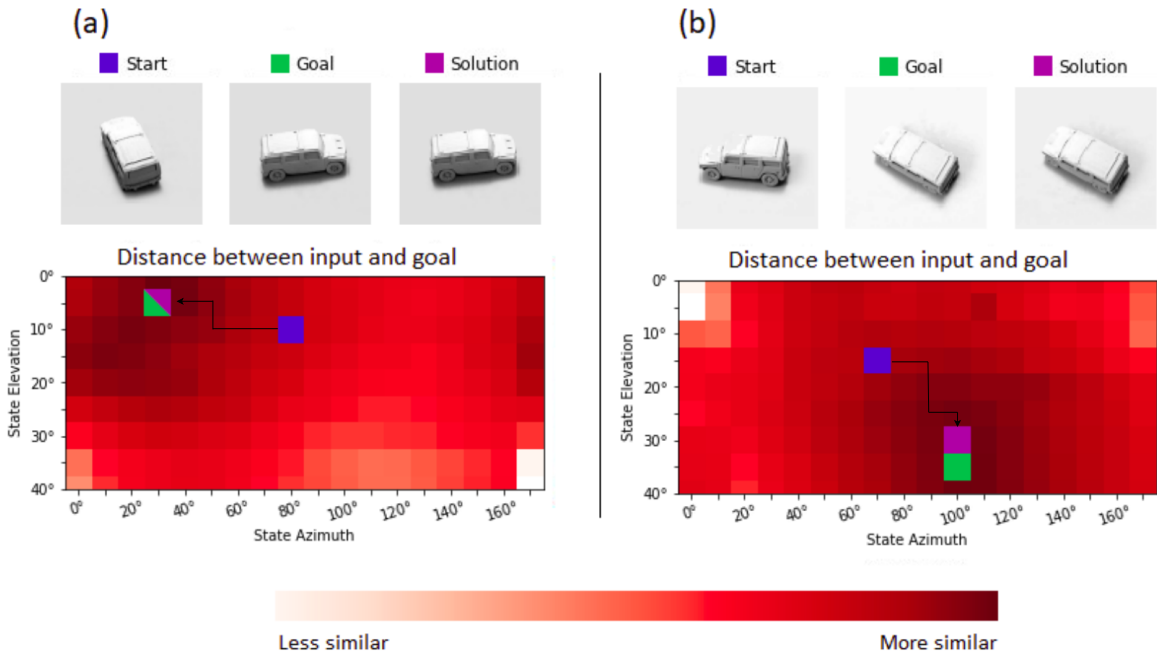 (a)
Start Goal Solution
Distance between input and goal
State Elevation
0°
10°
20°
30°
40°
0° 20° 40° 60° 80° 100° 120° 140° 160°
State Azimuth
(b)
Start Goal Solution
Distance between input and goal
State Elevation
0°
10°
20°
30°
40°
0° 20° 40° 60° 80° 100° 120° 140° 160°
State Azimuth
Less similar More similar